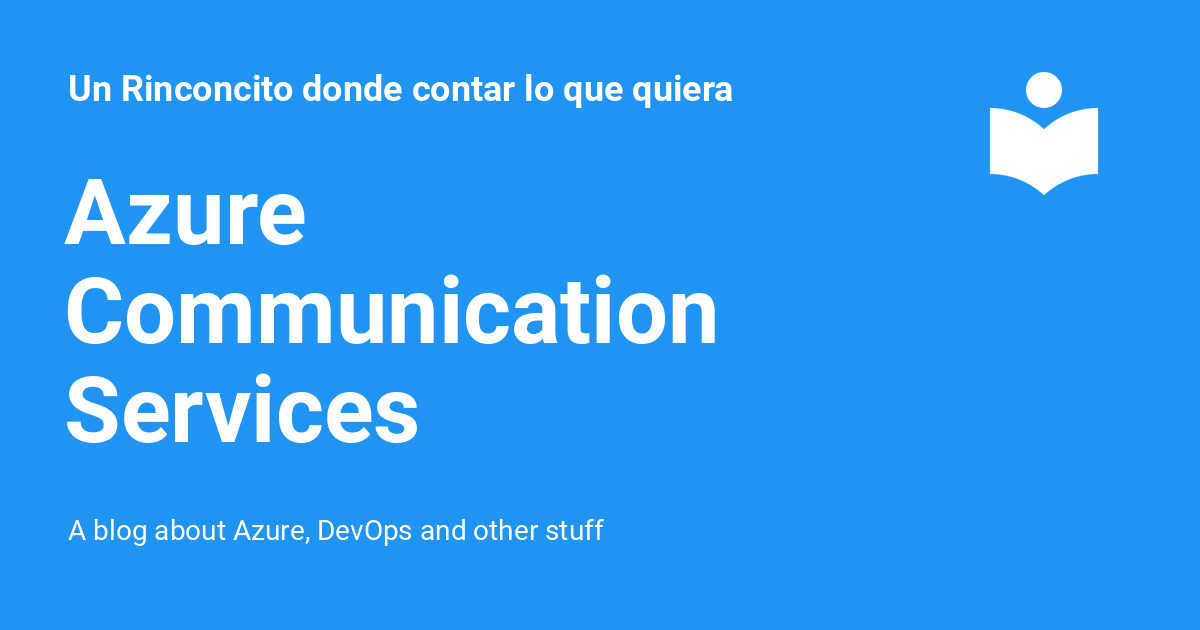 Un Rinconcito donde contar lo que quiera
Azure
Communication
Services
A blog about Azure, DevOps and other stuff